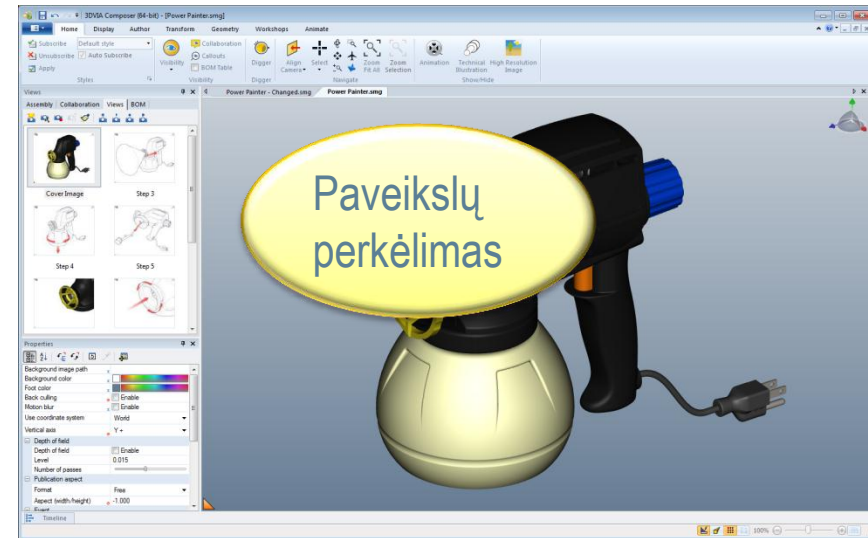 3DVIA Composer (64-bit) - [Power Painter.smg]
Home Display Author Transform Geometry Workshops Animate
Subscribe Default style
Unsubscribe Auto Subscribe
Apply
Styles
Visibility
Collaboration
Callouts
BOM Table
Visibility
Digger
Digger
Align Camera
Select
Zoom Fit All
Zoom Selection
Navigate
Animation
Technical Illustration
High Resolution Image
Show/Hide
Views
Assembly Collaboration Views BOM
Power Painter - Changed.smg Power Painter.smg
Cover Image Step 3
Step 4 Step 5
Paveikslų
perkėlimas
Properties
Background image path
Background color
Foot color
Back culling Enable
Motion blur Enable
Use coordinate system World
Vertical axis Y +
Depth of field
Depth of field Enable
Level 0.015
Number of passes
Publication aspect
Format Free
Aspect (width/height) -1.000
Event
Timeline
100%